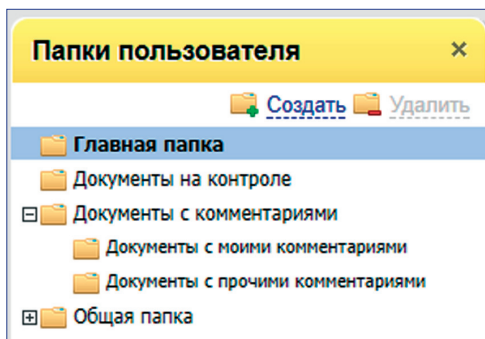 Папки пользователя
Создать Удалить
Главная папка
Документы на контроле
Документы с комментариями
Документы с моими комментариями
Документы с прочими комментариями
Общая папка